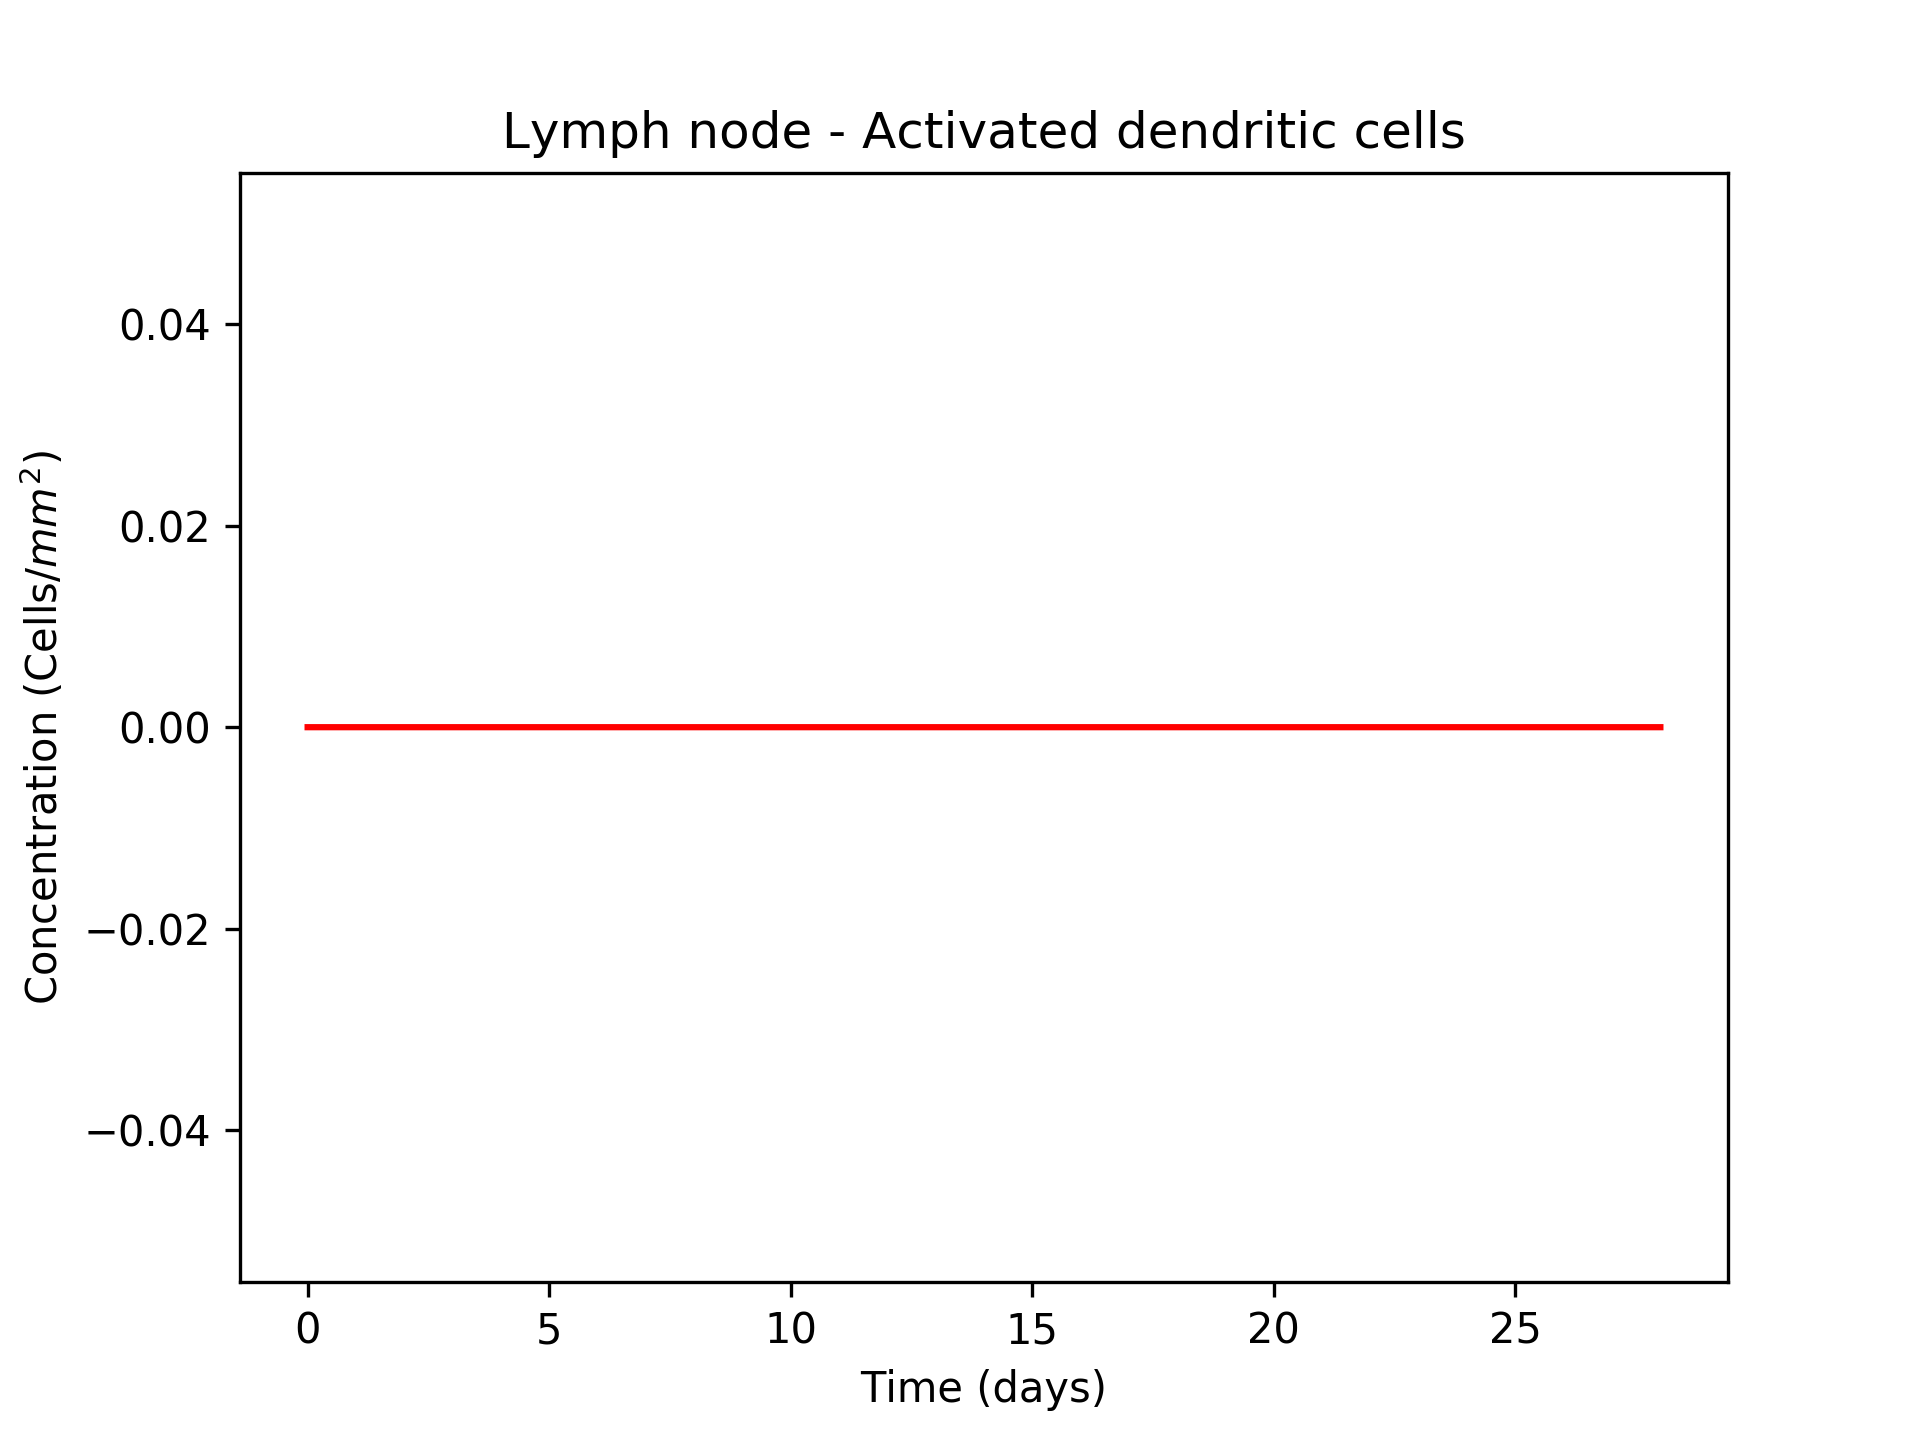 Lymph node - Activated dendritic cells
Concentration (Cells/mm²)
0.04
0.02
0.00
−0.02
−0.04
0 5 10 15 20 25
Time (days)